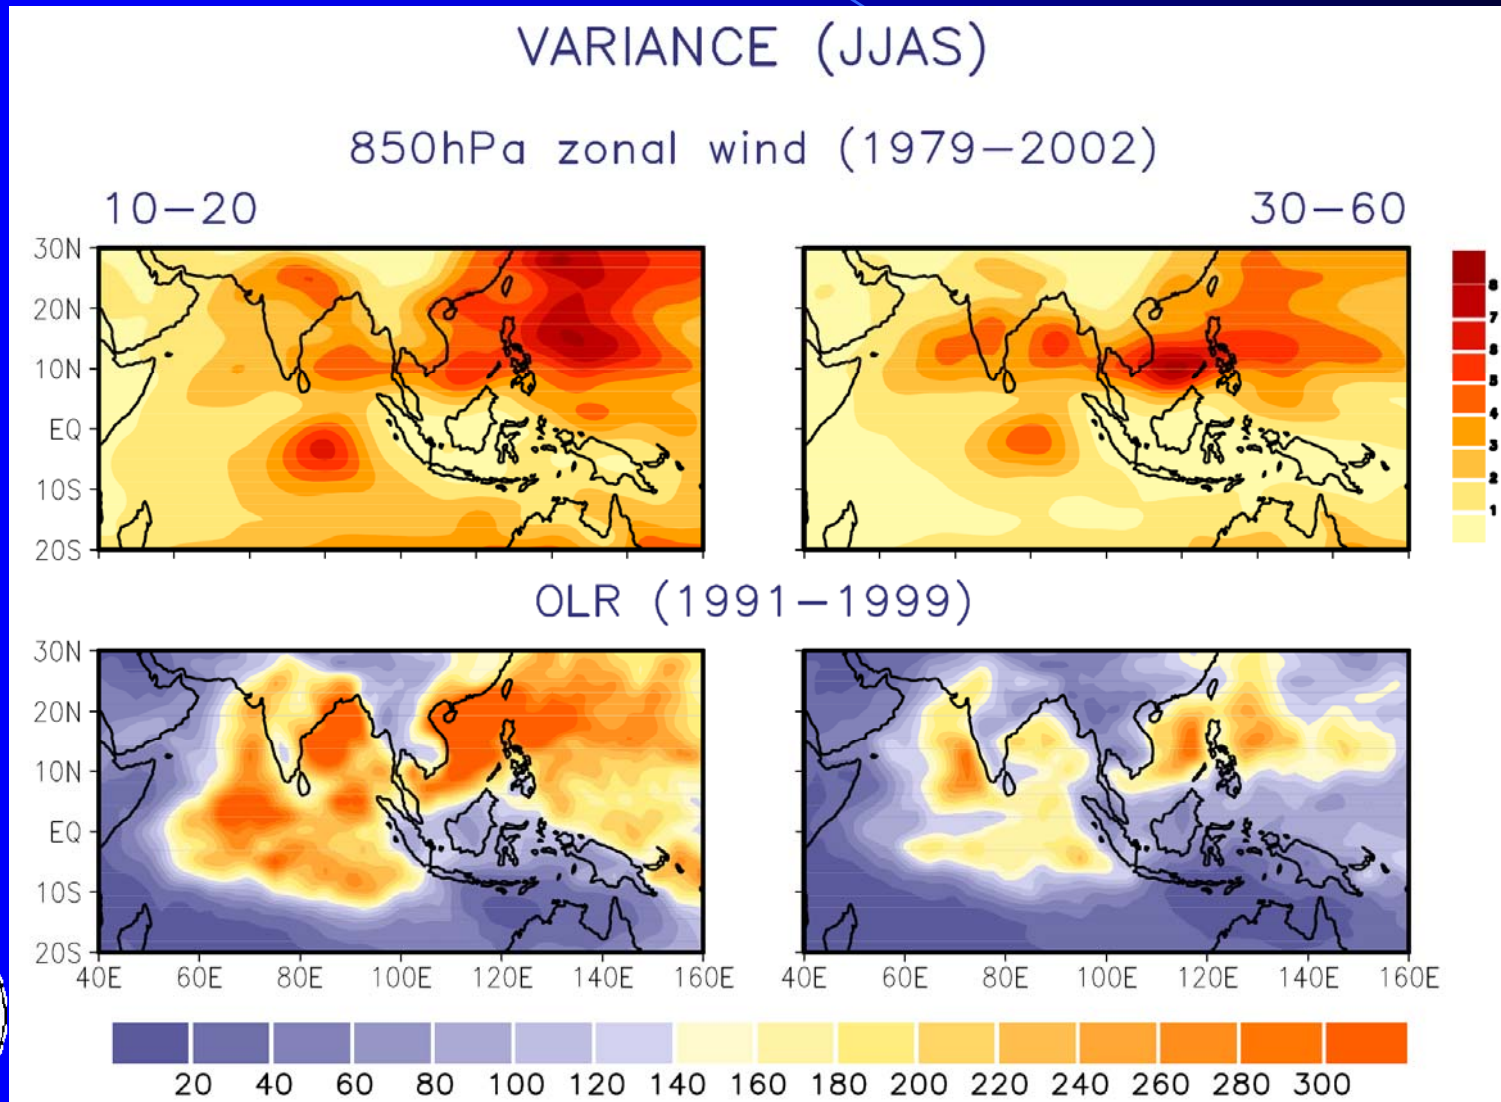 VARIANCE (JJAS)
850hPa zonal wind (1979−2002)
10−20
30−60
30N
20N
10N
EQ
10S
20S
8
7
6
5
4
3
2
1
OLR (1991−1999)
30N
20N
10N
EQ
10S
20S
40E 60E 80E 100E 120E 140E 160E
40E 60E 80E 100E 120E 140E 160E
20 40 60 80 100 120 140 160 180 200 220 240 260 280 300